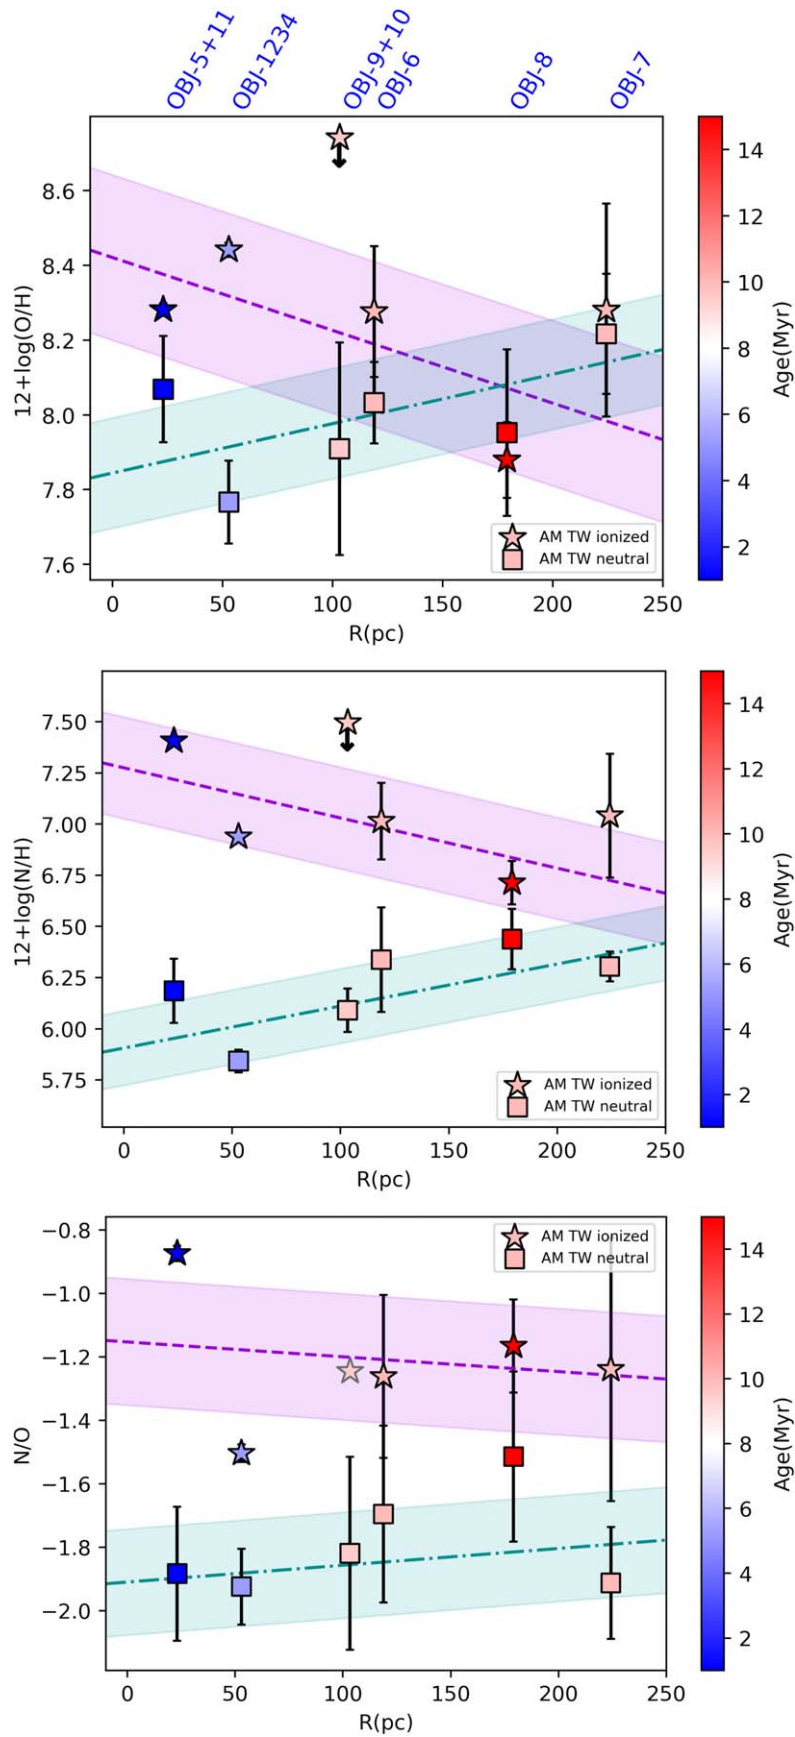 OBJ-5+11
OBJ-1234
OBJ-9+10
OBJ-6
OBJ-8
OBJ-7
12+log(O/H)
8.6
8.4
8.2
8.0
7.8
7.6
AM TW ionized
AM TW neutral
0 50 100 150 200 250
R(pc)
14
12
10
8
6
4
2
Age(Myr)
12+log(N/H)
7.50
7.25
7.00
6.75
6.50
6.25
6.00
5.75
AM TW ionized
AM TW neutral
0 50 100 150 200 250
R(pc)
14
12
10
8
6
4
2
Age(Myr)
N/O
−0.8
−1.0
−1.2
−1.4
−1.6
−1.8
−2.0
AM TW ionized
AM TW neutral
0 50 100 150 200 250
R(pc)
14
12
10
8
6
4
2
Age(Myr)